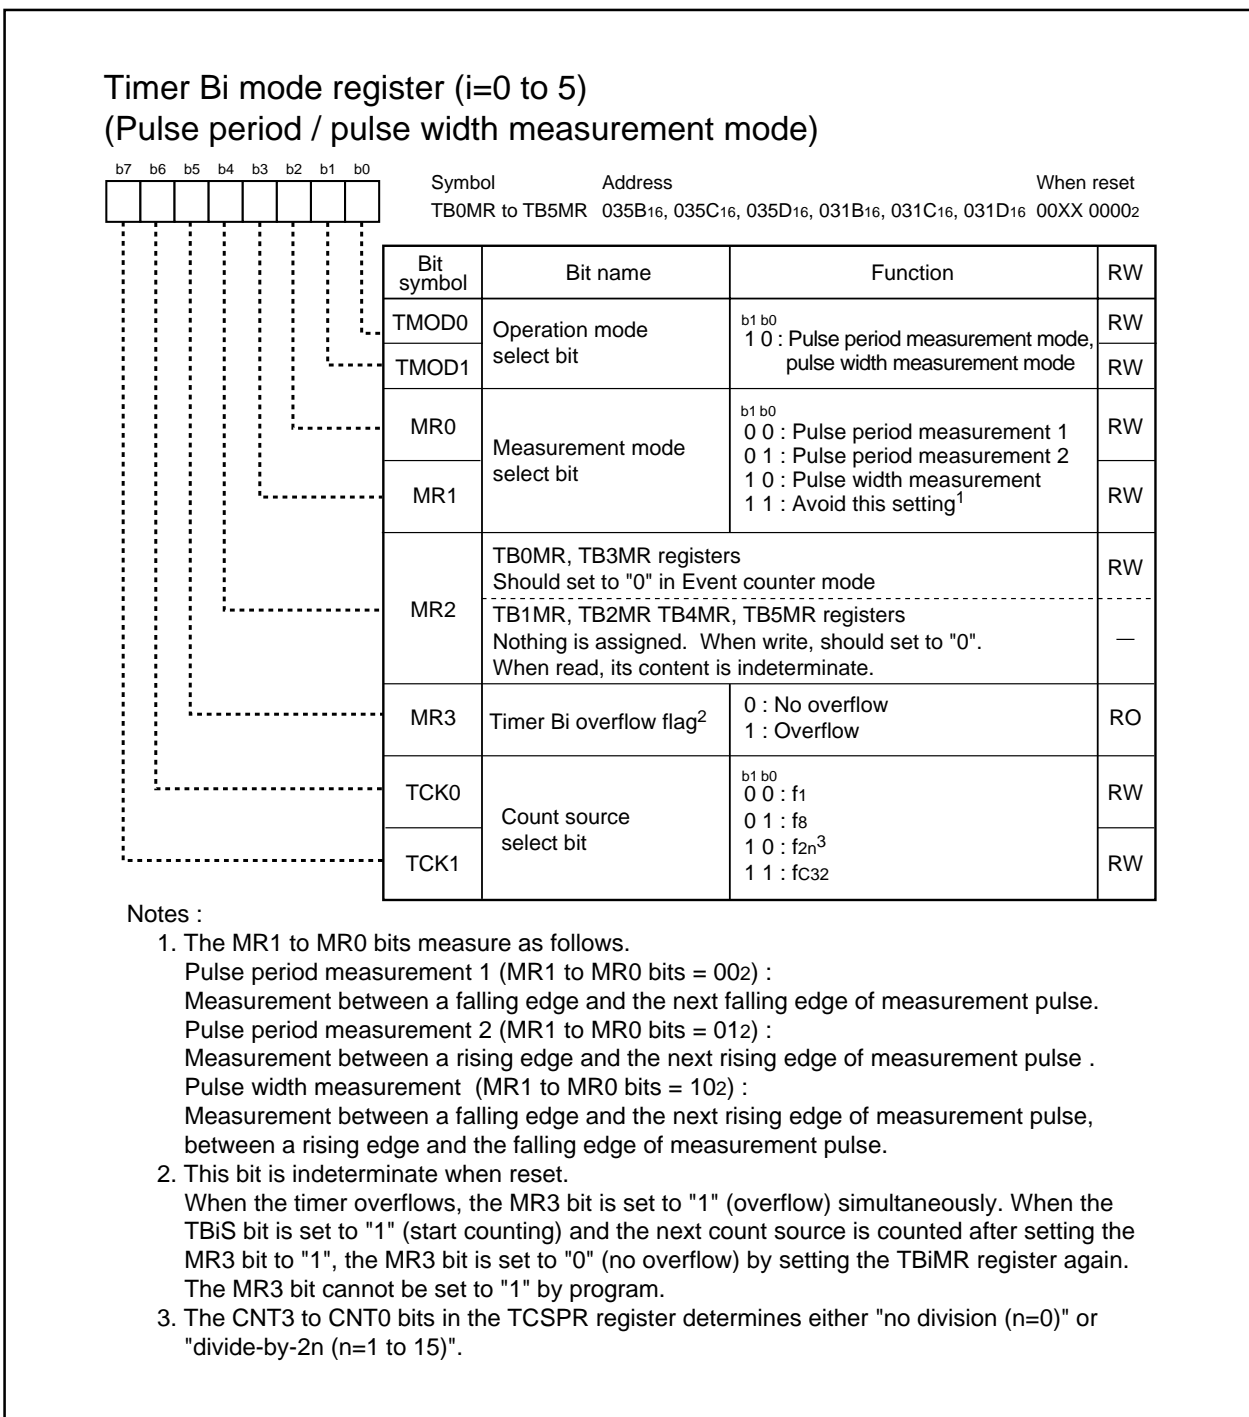 Timer Bi mode register (i=0 to 5)
(Pulse period / pulse width measurement mode)
b7 b6 b5 b4 b3 b2 b1 b0
Symbol Address When reset
TB0MR to TB5MR 035B16, 035C16, 035D16, 031B16, 031C16, 031D16 00XX 00002
Bit symbol Bit name Function RW
TMOD0 Operation mode select bit RW
b1 b0
1 0 : Pulse period measurement mode,
pulse width measurement mode
TMOD1 RW
MR0 Measurement mode select bit RW
b1 b0
0 0 : Pulse period measurement 1
0 1 : Pulse period measurement 2
1 0 : Pulse width measurement
1 1 : Avoid this setting1
MR1 RW
MR2
TB0MR, TB3MR registers
Should set to "0" in Event counter mode RW
TB1MR, TB2MR TB4MR, TB5MR registers
Nothing is assigned. When write, should set to "0".
When read, its content is indeterminate. —
MR3 Timer Bi overflow flag2 RO
0 : No overflow
1 : Overflow
TCK0 Count source select bit RW
b1 b0
0 0 : f1
0 1 : f8
1 0 : f2n3
1 1 : fC32
TCK1 RW
Notes :
1. The MR1 to MR0 bits measure as follows.
Pulse period measurement 1 (MR1 to MR0 bits = 002) :
Measurement between a falling edge and the next falling edge of measurement pulse.
Pulse period measurement 2 (MR1 to MR0 bits = 012) :
Measurement between a rising edge and the next rising edge of measurement pulse .
Pulse width measurement (MR1 to MR0 bits = 102) :
Measurement between a falling edge and the next rising edge of measurement pulse,
between a rising edge and the falling edge of measurement pulse.
2. This bit is indeterminate when reset.
When the timer overflows, the MR3 bit is set to "1" (overflow) simultaneously. When the
TBiS bit is set to "1" (start counting) and the next count source is counted after setting the
MR3 bit to "1", the MR3 bit is set to "0" (no overflow) by setting the TBiMR register again.
The MR3 bit cannot be set to "1" by program.
3. The CNT3 to CNT0 bits in the TCSPR register determines either "no division (n=0)" or
"divide-by-2n (n=1 to 15)".